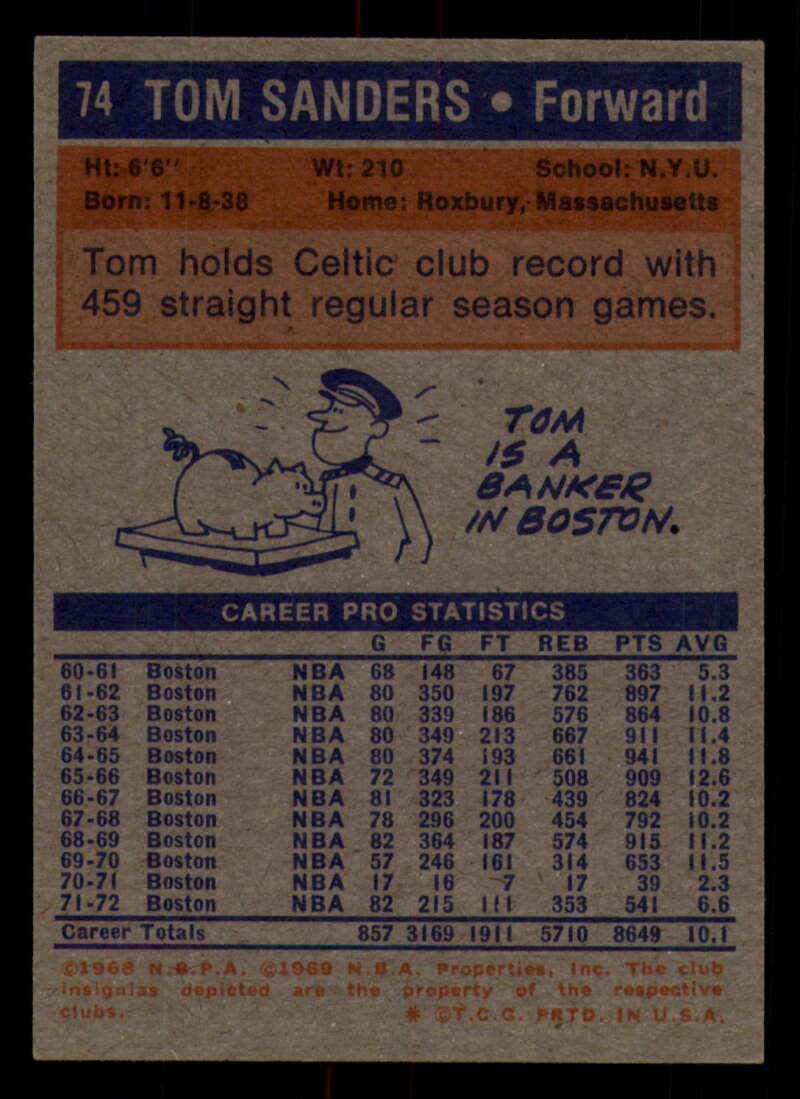 74 TOM SANDERS • Forward
Ht: 6'6" Wt: 210 School: N.Y.U.
Born: 11-8-38 Home: Roxbury, Massachusetts
Tom holds Celtic club record with
459 straight regular season games.
TOM
IS A
BANKER
IN BOSTON.
CAREER PRO STATISTICS
G FG FT REB PTS AVG
60-61 Boston NBA 68 148 67 385 363 5.3
61-62 Boston NBA 80 350 197 762 897 11.2
62-63 Boston NBA 80 339 186 576 864 10.8
63-64 Boston NBA 80 349 213 667 911 11.4
64-65 Boston NBA 80 374 193 661 941 11.8
65-66 Boston NBA 72 349 211 508 909 12.6
66-67 Boston NBA 81 323 178 439 824 10.2
67-68 Boston NBA 78 296 200 454 792 10.2
68-69 Boston NBA 82 364 187 574 915 11.2
69-70 Boston NBA 57 246 161 314 653 11.5
70-71 Boston NBA 17 16 7 17 39 2.3
71-72 Boston NBA 82 215 111 353 541 6.6
Career Totals 857 3169 1911 5710 8649 10.1
©1968 N.B.P.A. ©1969 N.B.A. Properties, Inc. The club
insignias depicted are the property of the respective
clubs. * ©T.C.G. PRTD. IN U.S.A.